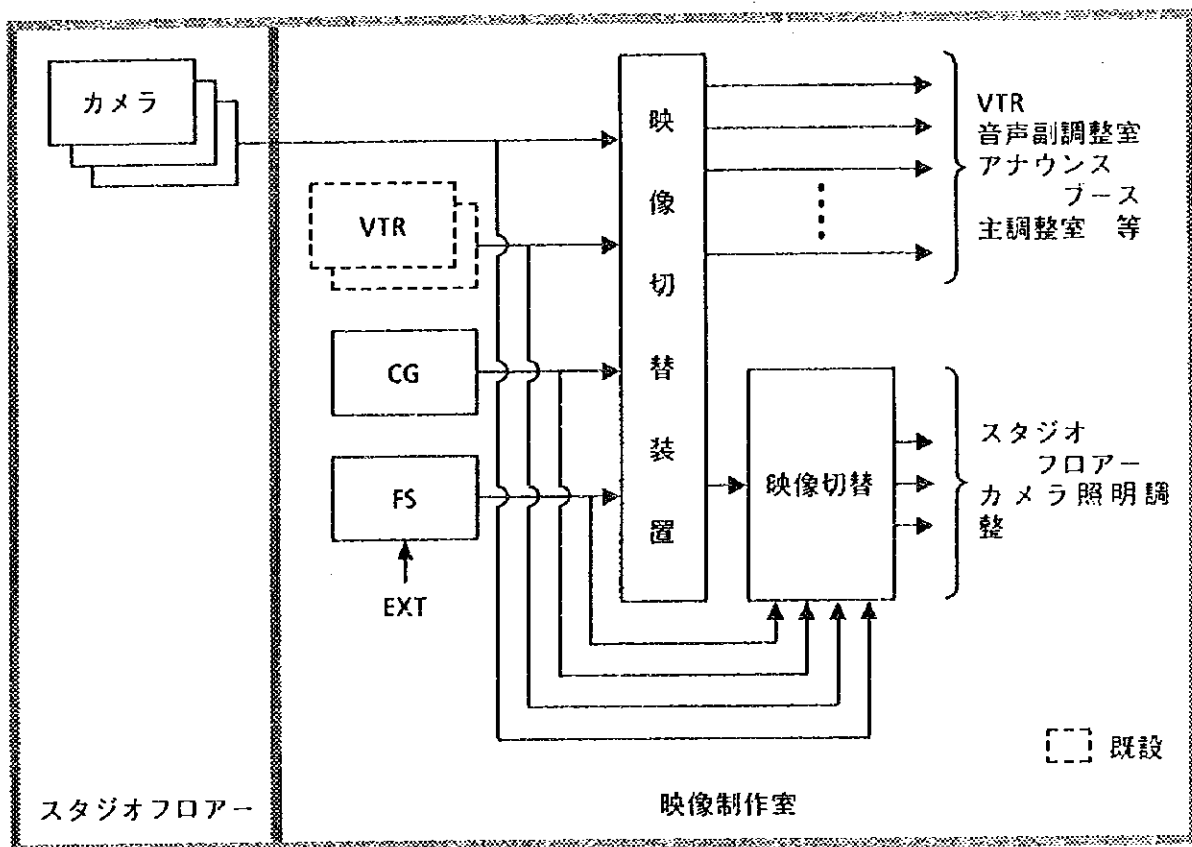 カメラ
VTR
CG
FS
EXT
映像切替装置
映像切替
VTR
音声副調整室
アナウンス
ブース
主調整室 等
スタジオ
フロアー
カメラ照明調
整
既設
スタジオフロアー
映像制作室